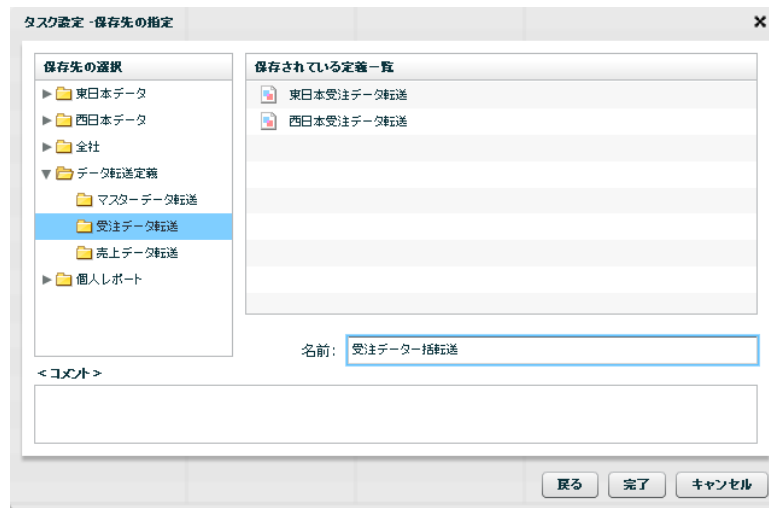 タスク設定 -保存先の指定
保存先の選択
東日本データ
西日本データ
全社
データ転送定義
マスターデータ転送
受注データ転送
売上データ転送
個人レポート
保存されている定義一覧
東日本受注データ転送
西日本受注データ転送
名前: 受注データ一括転送
<コメント>
戻る 完了 キャンセル